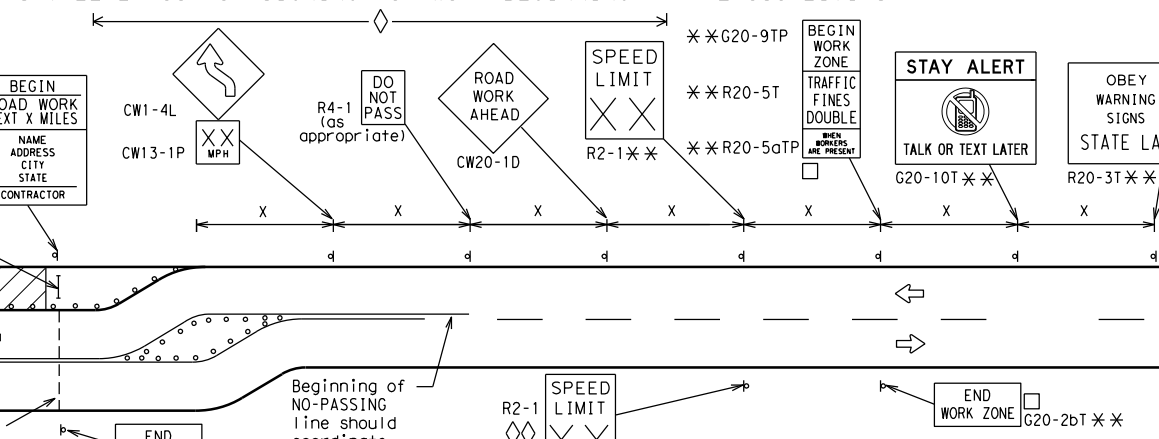 BEGIN
ROAD WORK
NEXT X MILES
NAME
ADDRESS
CITY
STATE
CONTRACTOR
CW1-4L
CW13-1P
XX
MPH
R4-1
(as
appropriate)
DO
NOT
PASS
ROAD
WORK
AHEAD
CW20-1D
SPEED
LIMIT
XX
R2-1**
**G20-9TP
**R20-5T
**R20-5aTP
BEGIN
WORK
ZONE
TRAFFIC
FINES
DOUBLE
WHEN
WORKERS
ARE PRESENT
STAY ALERT
TALK OR TEXT LATER
G20-10T**
OBEY
WARNING
SIGNS
STATE LA
R20-3T**
X X X X X X X
Beginning of
NO-PASSING
line should
R2-1
SPEED
LIMIT
END
WORK ZONE
G20-2bT**
END